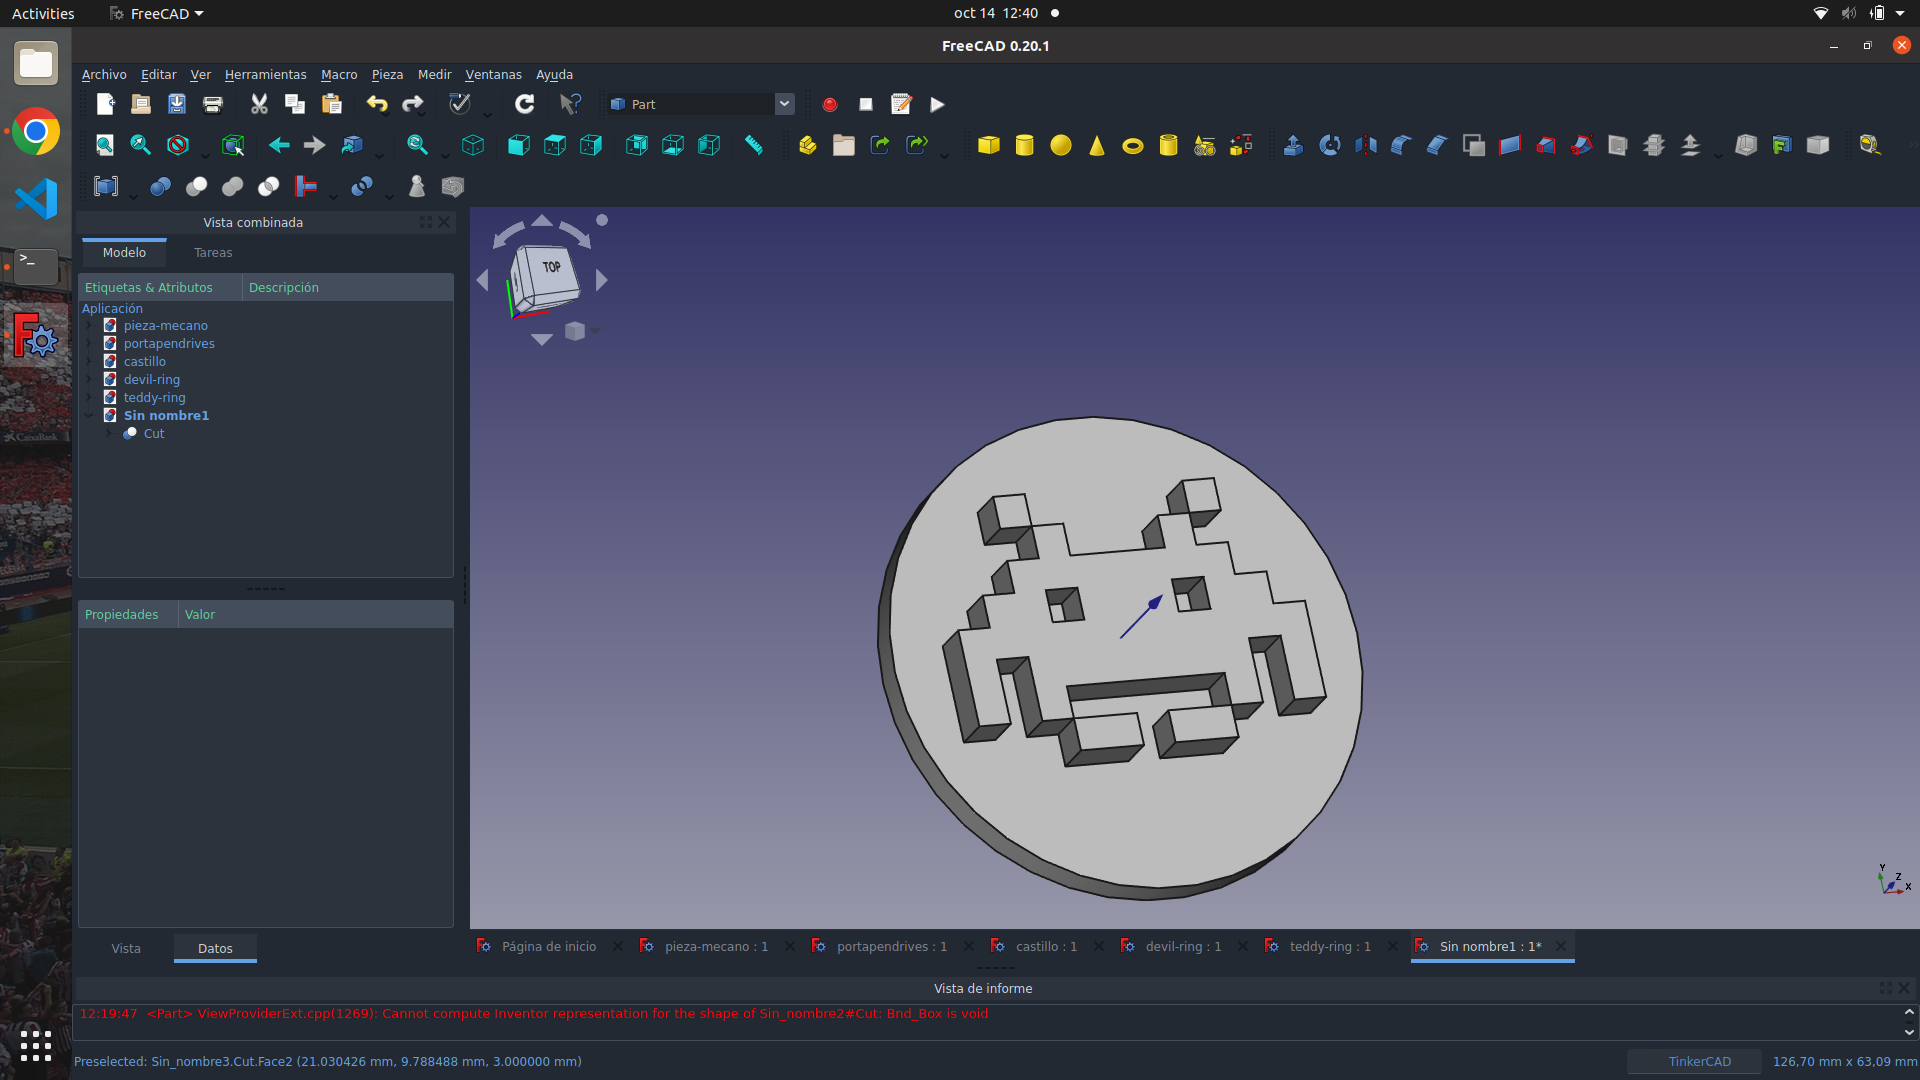 Activities
FreeCAD
oct 14 12:40
FreeCAD 0.20.1
Archivo Editar Ver Herramientas Macro Pieza Medir Ventanas Ayuda
Part
Vista combinada
Modelo Tareas
Etiquetas & Atributos Descripción
Aplicación
pieza-mecano
portapendrives
castillo
devil-ring
teddy-ring
Sin nombre1
Cut
TOP
Propiedades Valor
Y
Z
X
Vista Datos
Página de inicio pieza-mecano : 1 portapendrives : 1 castillo : 1 devil-ring : 1 teddy-ring : 1 Sin nombre1 : 1*
Vista de informe
12:19:47 <Part> ViewProviderExt.cpp(1269): Cannot compute Inventor representation for the shape of Sin_nombre2#Cut: Bnd_Box is void
Preselected: Sin_nombre3.Cut.Face2 (21.030426 mm, 9.788488 mm, 3.000000 mm)
TinkerCAD
126,70 mm x 63,09 mm